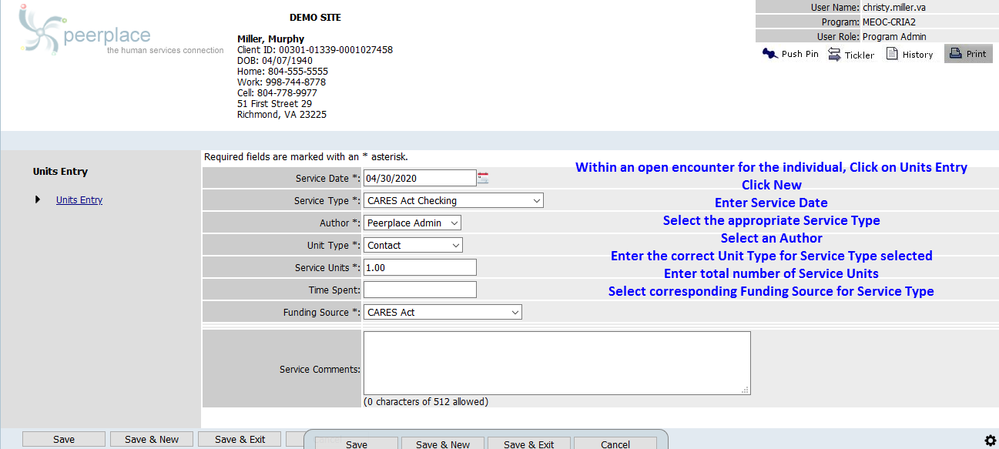 peerplace
the human services connection
DEMO SITE
Miller, Murphy
Client ID: 00301-01339-0001027458
DOB: 04/07/1940
Home: 804-555-5555
Work: 998-744-8778
Cell: 804-778-9977
51 First Street 29
Richmond, VA 23225
User Name: christy.miller.va
Program: MEOC-CRIA2
User Role: Program Admin
Push Pin Tickler History Print
Units Entry
Units Entry
Required fields are marked with an * asterisk.
Service Date *: 04/30/2020
Service Type *: CARES Act Checking
Author *: Peerplace Admin
Unit Type *: Contact
Service Units *: 1.00
Time Spent:
Funding Source *: CARES Act
Service Comments:
(0 characters of 512 allowed)
Within an open encounter for the individual, Click on Units Entry
Click New
Enter Service Date
Select the appropriate Service Type
Select an Author
Enter the correct Unit Type for Service Type selected
Enter total number of Service Units
Select corresponding Funding Source for Service Type
Save Save & New Save & Exit Cancel
Save Save & New Save & Exit Cancel